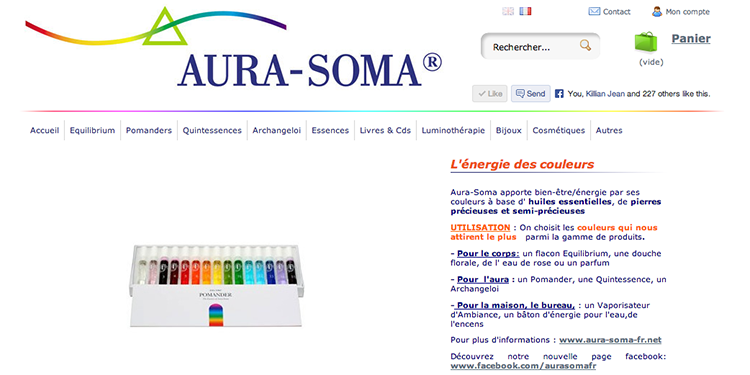 Contact
Mon compte
AURA-SOMA®
Rechercher...
Panier
(vide)
Like
Send
You, Killian Jean and 227 others like this.
Accueil Equilibrium Pomanders Quintessences Archangeloi Essences Livres & Cds Luminothérapie Bijoux Cosmétiques Autres
POMANDER
L'énergie des couleurs
Aura-Soma apporte bien-être/énergie par ses
couleurs à base d' huiles essentielles, de pierres
précieuses et semi-précieuses
UTILISATION : On choisit les couleurs qui nous
attirent le plus parmi la gamme de produits.
- Pour le corps: un flacon Equilibrium, une douche
florale, de l' eau de rose ou un parfum
- Pour l'aura : un Pomander, une Quintessence, un
Archangeloi
- Pour la maison, le bureau, : un Vaporisateur
d'Ambiance, un bâton d'énergie pour l'eau,de
l'encens
Pour plus d'informations : www.aura-soma-fr.net
Découvrez notre nouvelle page facebook:
www.facebook.com/aurasomafr